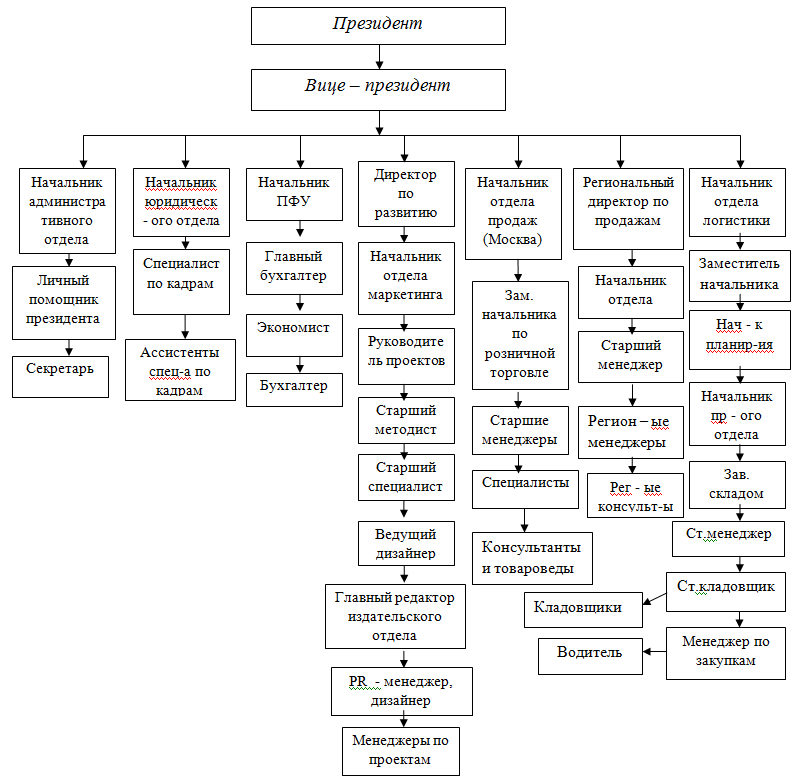 Президент
Вице – президент
Начальник
администра
тивного
отдела
Личный
помощник
президента
Секретарь
Начальник
юридическ
- ого отдела
Специалист
по кадрам
Ассистенты
спец-а по
кадрам
Начальник
ПФУ
Главный
бухгалтер
Экономист
Бухгалтер
Директор
по
развитию
Начальник
отдела
маркетинга
Руководите
ль проектов
Старший
методист
Старший
специалист
Ведущий
дизайнер
Главный редактор
издательского
отдела
PR - менеджер,
дизайнер
Менеджеры по
проектам
Начальник
отдела
продаж
(Москва)
Зам.
начальника
по
розничной
торговле
Старшие
менеджеры
Специалисты
Консультанты
и товароведы
Региональный
директор по
продажам
Начальник
отдела
Старший
менеджер
Регион – ые
менеджеры
Рег - ые
консульт-ы
Начальник
отдела
логистики
Заместитель
начальника
Нач - к
планир-ия
Начальник
пр - ого
отдела
Зав.
складом
Ст.менеджер
Ст.кладовщик
Кладовщики
Менеджер по
закупкам
Водитель